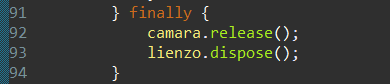 91 } finally {
92 camara.release();
93 lienzo.dispose();
94 }